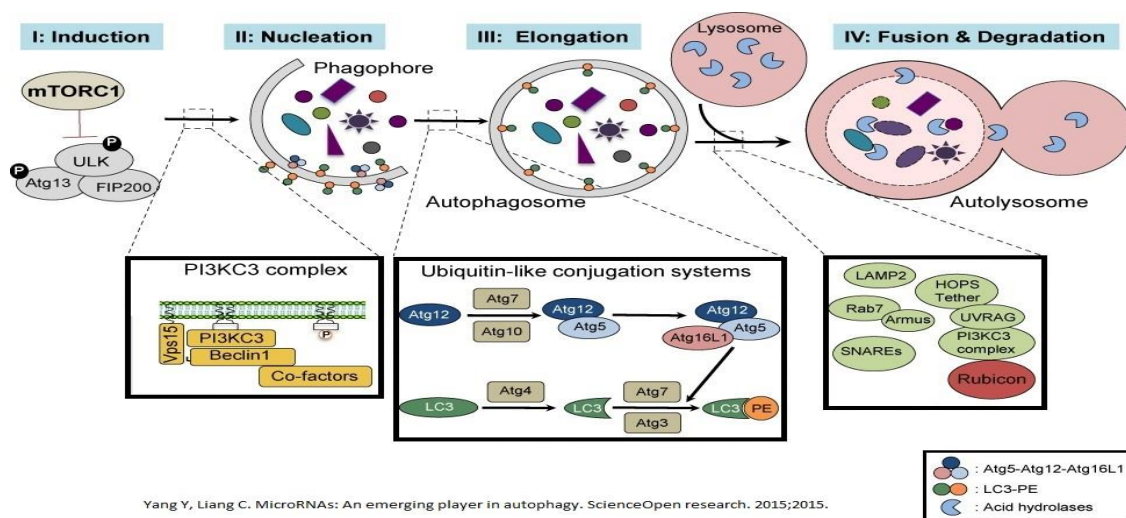 I: Induction
II: Nucleation
III: Elongation
Lysosome
IV: Fusion & Degradation
mTORC1
Phagophore
P
ULK
P
Atg13
FIP200
Autophagosome
Autolysosome
PI3KC3 complex
Vps15
PI3KC3
Beclin1
Co-factors
P
Ubiquitin-like conjugation systems
Atg12
Atg7
Atg10
Atg12
Atg5
Atg12
Atg5
Atg16L1
LC3
Atg4
LC3
Atg7
Atg3
LC3
PE
LAMP2
HOPS
Tether
Rab7
Armus
UVRAG
PI3KC3
complex
SNAREs
Rubicon
: Atg5-Atg12-Atg16L1
: LC3-PE
: Acid hydrolases
Yang Y, Liang C. MicroRNAs: An emerging player in autophagy. ScienceOpen research. 2015;2015.